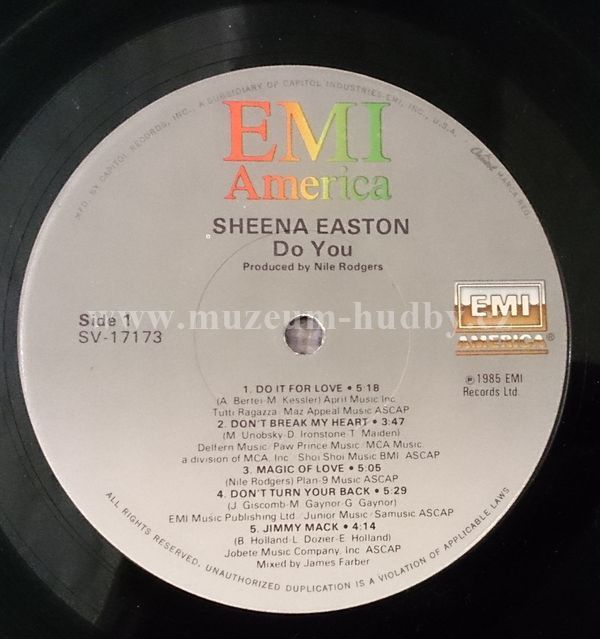 MFD. BY CAPITOL RECORDS, INC., A SUBSIDIARY OF CAPITOL INDUSTRIES-EMI, INC., U.S.A.
Capitol MARCA REG.
EMI
America
SHEENA EASTON
Do You
Produced by Nile Rodgers
www.muzeum-hudby.cz
Side 1
SV-17173
EMI
AMERICA®
℗1985 EMI
Records Ltd.
1. DO IT FOR LOVE • 5:18
(A. Bertei-M. Kessler) April Music Inc.
Tutti Ragazza/Maz Appeal Music ASCAP
2. DON'T BREAK MY HEART • 3:47
(M. Unobsky-D. Ironstone-T. Maiden)
Deltern Music/Paw Prince Music/MCA Music
a division of MCA, Inc./Shoi Shoi Music BMI ASCAP
3. MAGIC OF LOVE • 5:05
(Nile Rodgers) Plan-9 Music ASCAP
4. DON'T TURN YOUR BACK • 5:29
(J. Giscomb-M. Gaynor-G. Gaynor)
EMI Music Publishing Ltd./Junior Music/Samusic ASCAP
5. JIMMY MACK • 4:14
(B. Holland-L. Dozier-E. Holland)
Jobete Music Company, Inc. ASCAP
Mixed by James Farber
ALL RIGHTS RESERVED, UNAUTHORIZED DUPLICATION IS A VIOLATION OF APPLICABLE LAWS